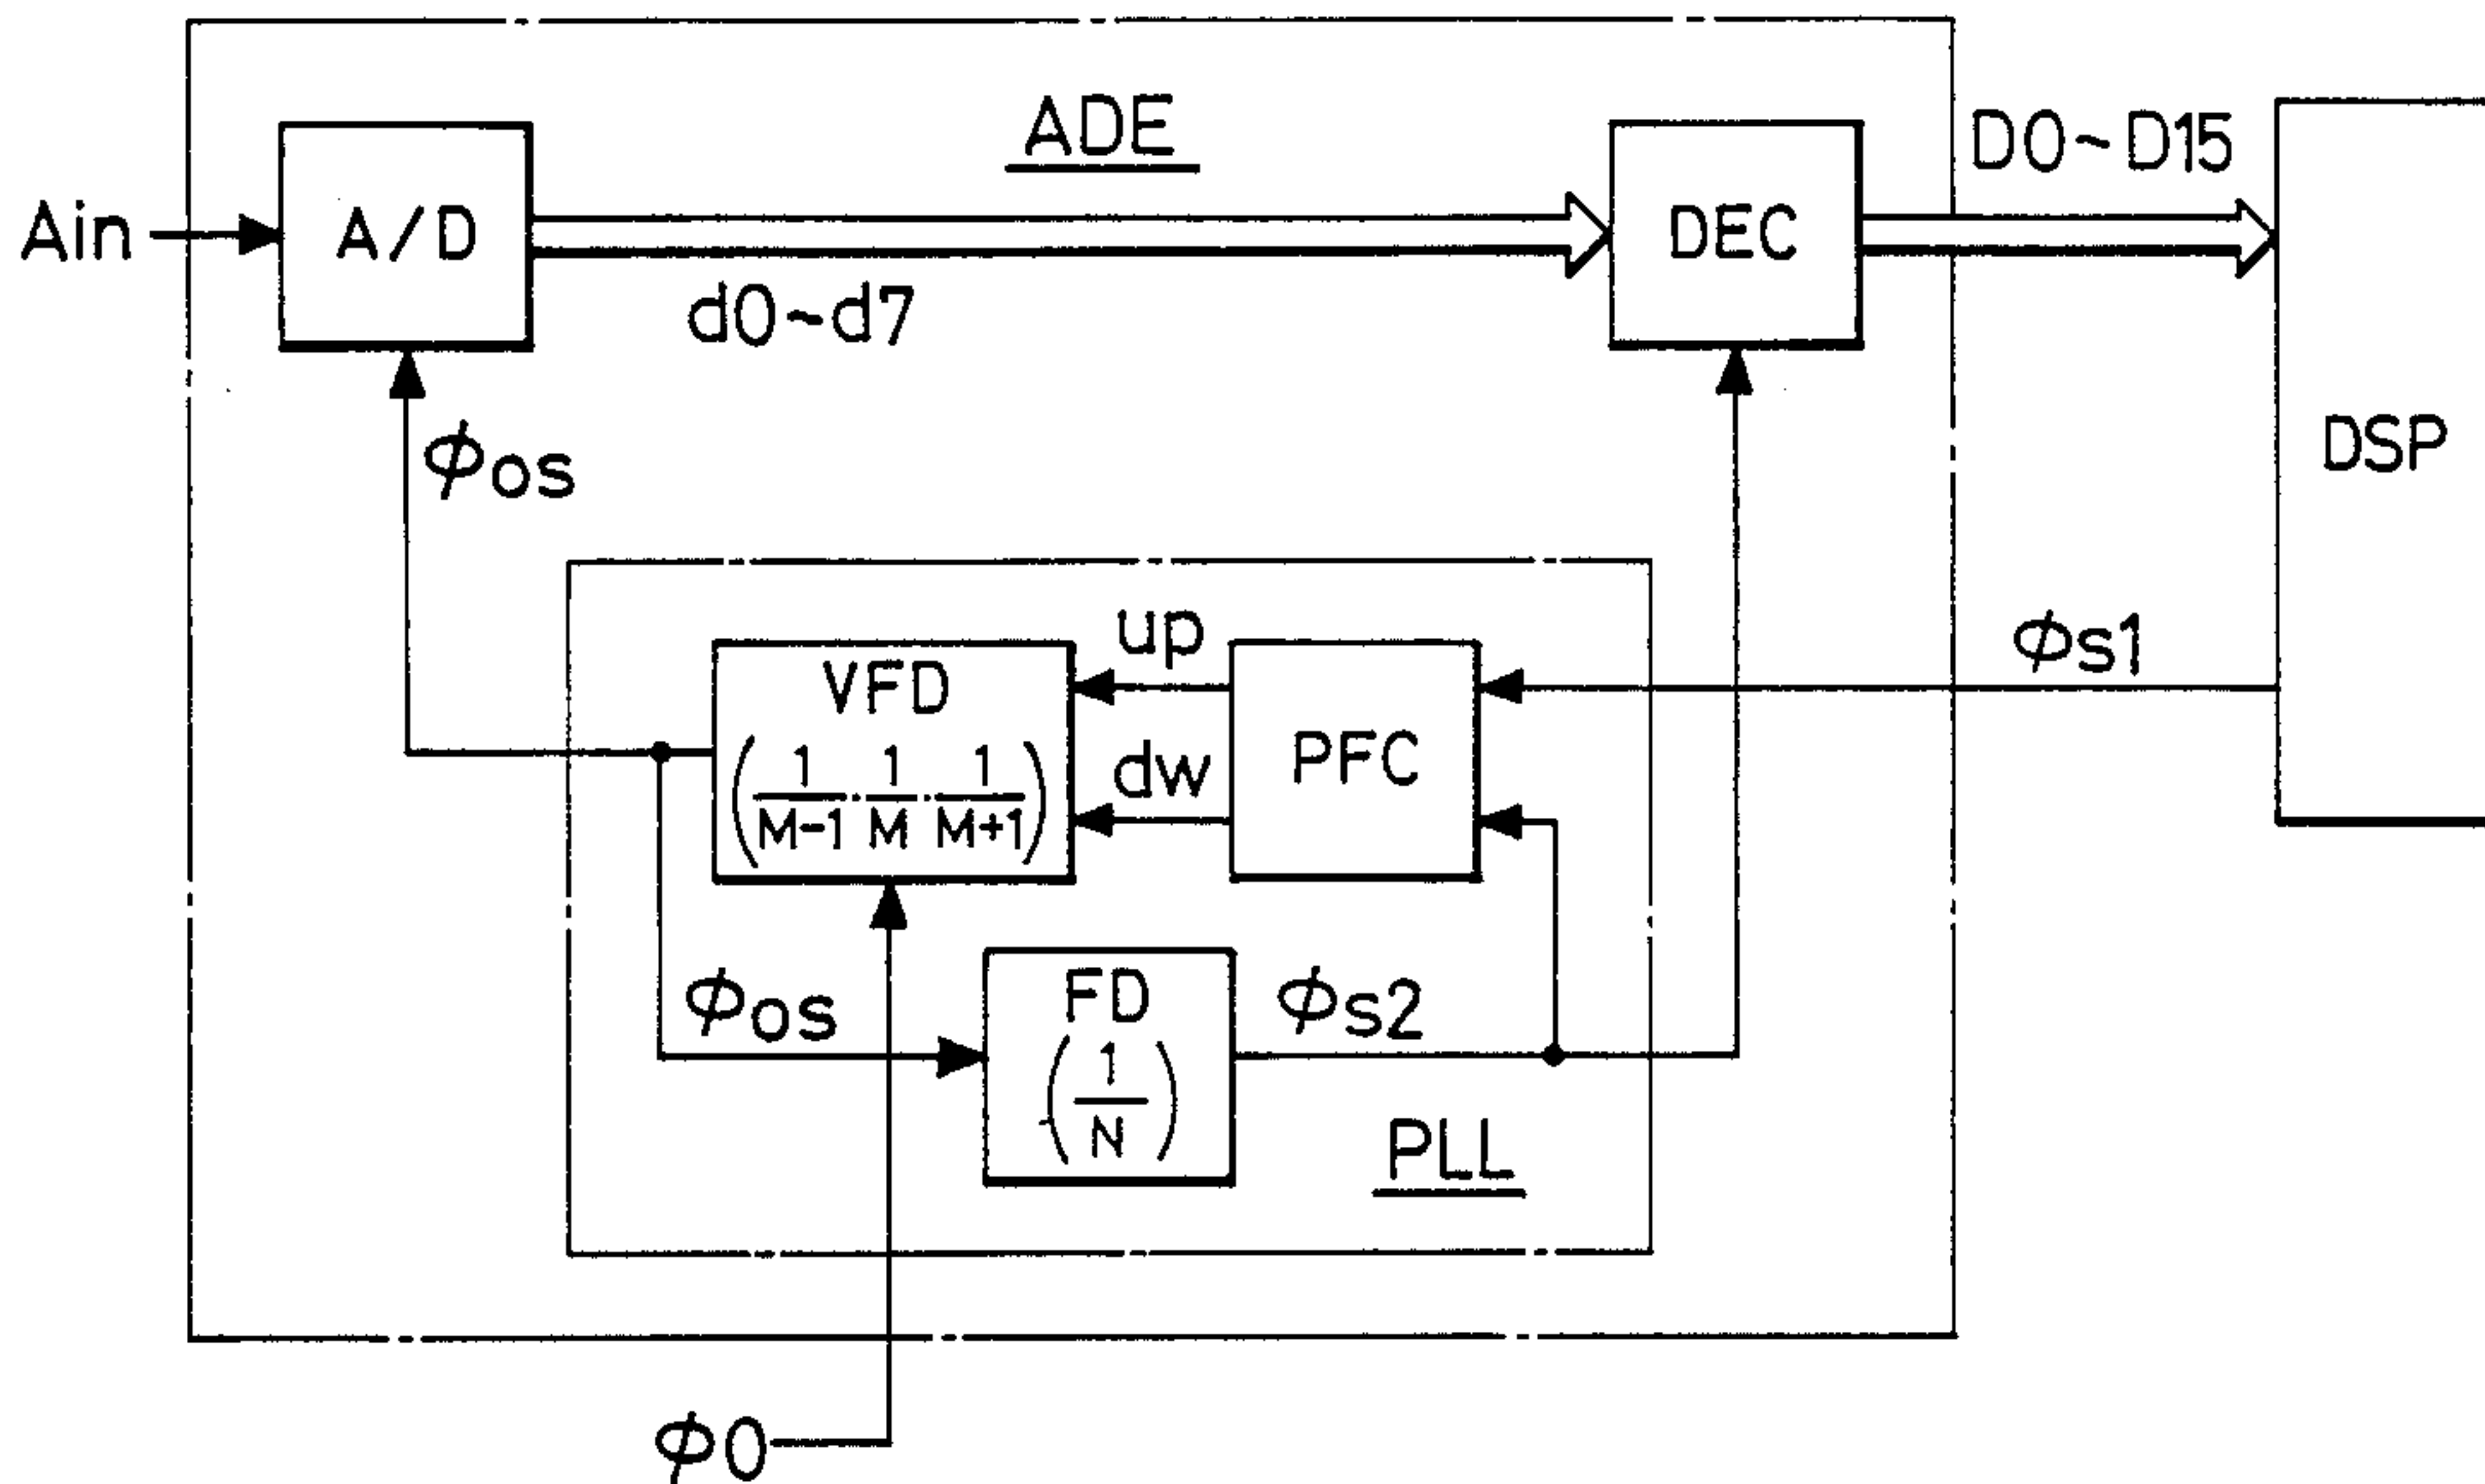 ADE
D0~D15
Ain
A/D
DEC
d0~d7
DSP
ϕos
up
ϕs1
VFD
(1/M-1 · 1/M · 1/M+1)
dw
PFC
ϕos
FD
(1/N)
ϕs2
PLL
ϕ0